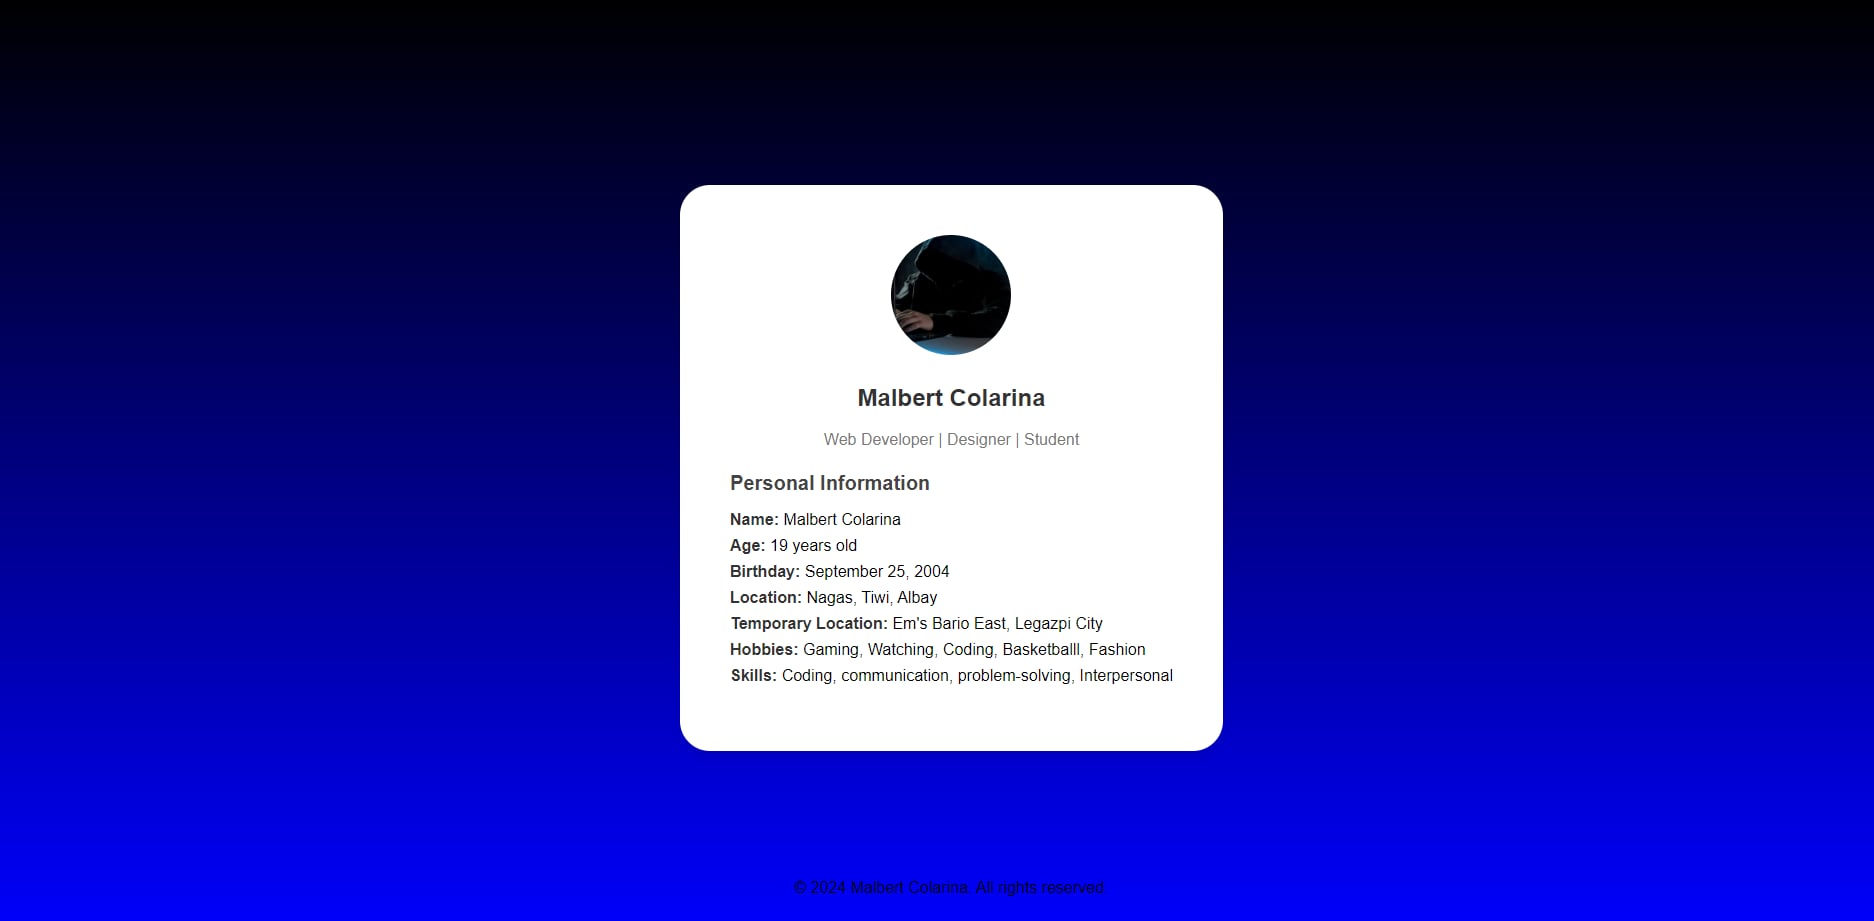 Malbert Colarina
Web Developer | Designer | Student
Personal Information
Name: Malbert Colarina
Age: 19 years old
Birthday: September 25, 2004
Location: Nagas, Tiwi, Albay
Temporary Location: Em's Bario East, Legazpi City
Hobbies: Gaming, Watching, Coding, Basketballl, Fashion
Skills: Coding, communication, problem-solving, Interpersonal
© 2024 Malbert Colarina. All rights reserved.